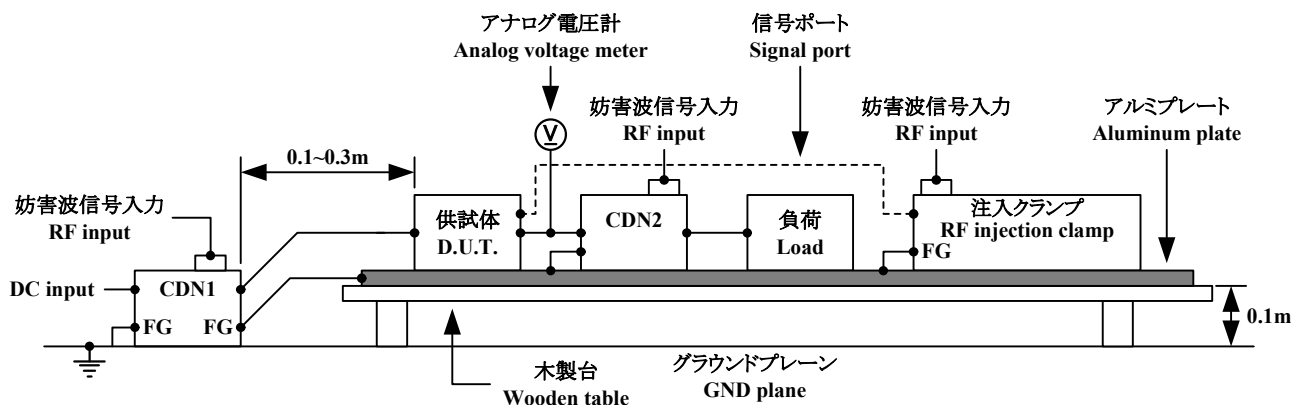 アナログ電圧計
Analog voltage meter
信号ポート
Signal port
妨害波信号入力
RF input
妨害波信号入力
RF input
アルミプレート
Aluminum plate
V
0.1~0.3m
妨害波信号入力
RF input
供試体
D.U.T.
CDN2
負荷
Load
注入クランプ
RF injection clamp
FG
DC input
CDN1
FG
FG
0.1m
木製台
Wooden table
グラウンドプレーン
GND plane